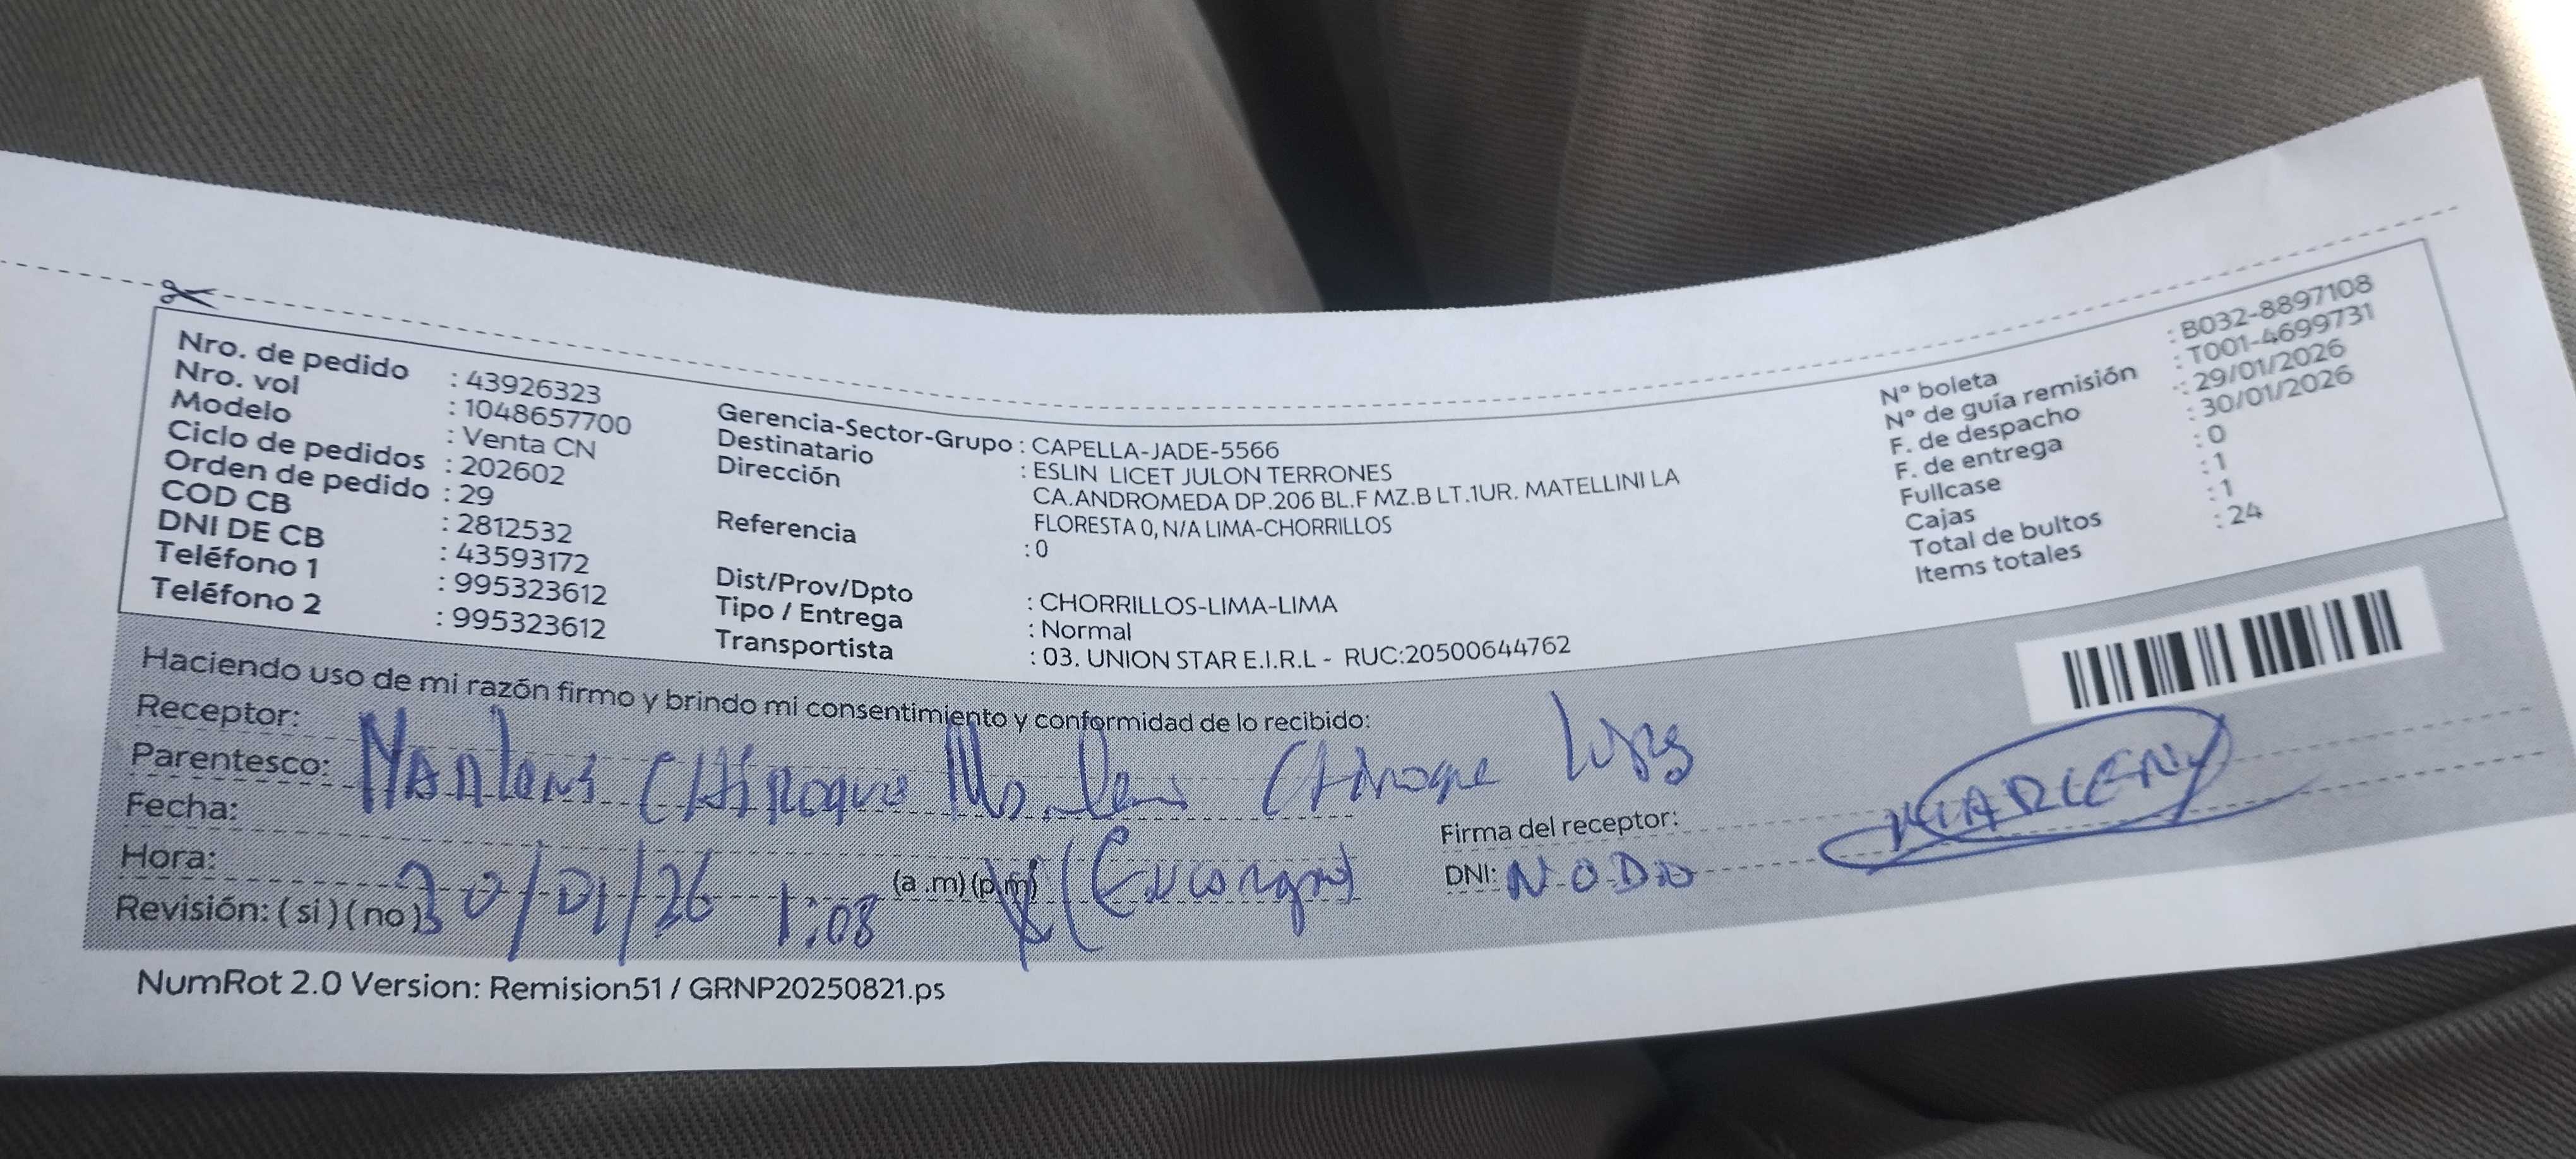 Nro. de pedido : 43926323
Nro. vol : 1048657700
Modelo : Venta CN
Ciclo de pedidos : 202602
Orden de pedido : 29
COD CB : 2812532
DNI DE CB : 43593172
Teléfono 1 : 995323612
Teléfono 2 : 995323612
Gerencia-Sector-Grupo : CAPELLA-JADE-5566
Destinatario : ESLIN LICET JULON TERRONES
Dirección CA.ANDROMEDA DP.206 BL.F MZ.B LT.1UR. MATELLINI LA
FLORESTA 0, N/A LIMA-CHORRILLOS
Referencia : 0
Dist/Prov/Dpto : CHORRILLOS-LIMA-LIMA
Tipo / Entrega : Normal
Transportista : 03. UNION STAR E.I.R.L - RUC:20500644762
N° boleta : B032-8897108
N° de guía remisión : T001-4699731
F. de despacho : 29/01/2026
F. de entrega : 30/01/2026
Fullcase : 0
Cajas : 1
Total de bultos : 1
Items totales : 24
Haciendo uso de mi razón firmo y brindo mi consentimiento y conformidad de lo recibido:
Receptor:
Parentesco: CHIROQUE
Fecha:
Hora: 30/01/26 1:08 (a .m) (p.m)
Revisión: ( si ) ( no )
Firma del receptor: MARLENY
DNI: NO DIO
NumRot 2.0 Version: Remision51 / GRNP20250821.ps